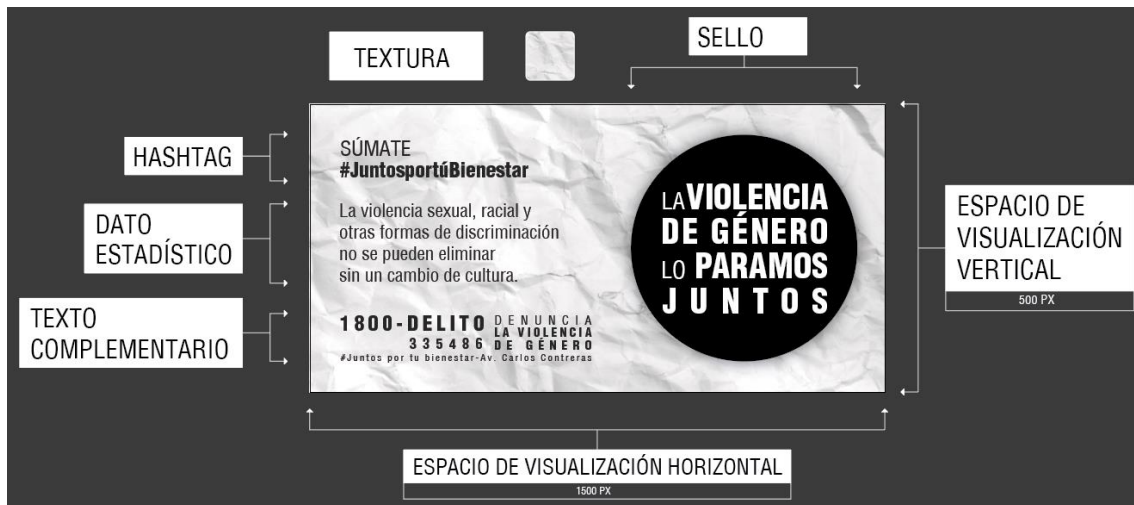 TEXTURA
SELLO
HASHTAG
DATO
ESTADÍSTICO
TEXTO
COMPLEMENTARIO
SÚMATE
#JuntosportúBienestar
La violencia sexual, racial y
otras formas de discriminación
no se pueden eliminar
sin un cambio de cultura.
1800-DELITO
335486
DENUNCIA
LA VIOLENCIA
DE GÉNERO
#Juntos por tu bienestar-Av. Carlos Contreras
LA VIOLENCIA
DE GÉNERO
LO PARAMOS
JUNTOS
ESPACIO DE
VISUALIZACIÓN
VERTICAL
500 PX
ESPACIO DE VISUALIZACIÓN HORIZONTAL
1500 PX